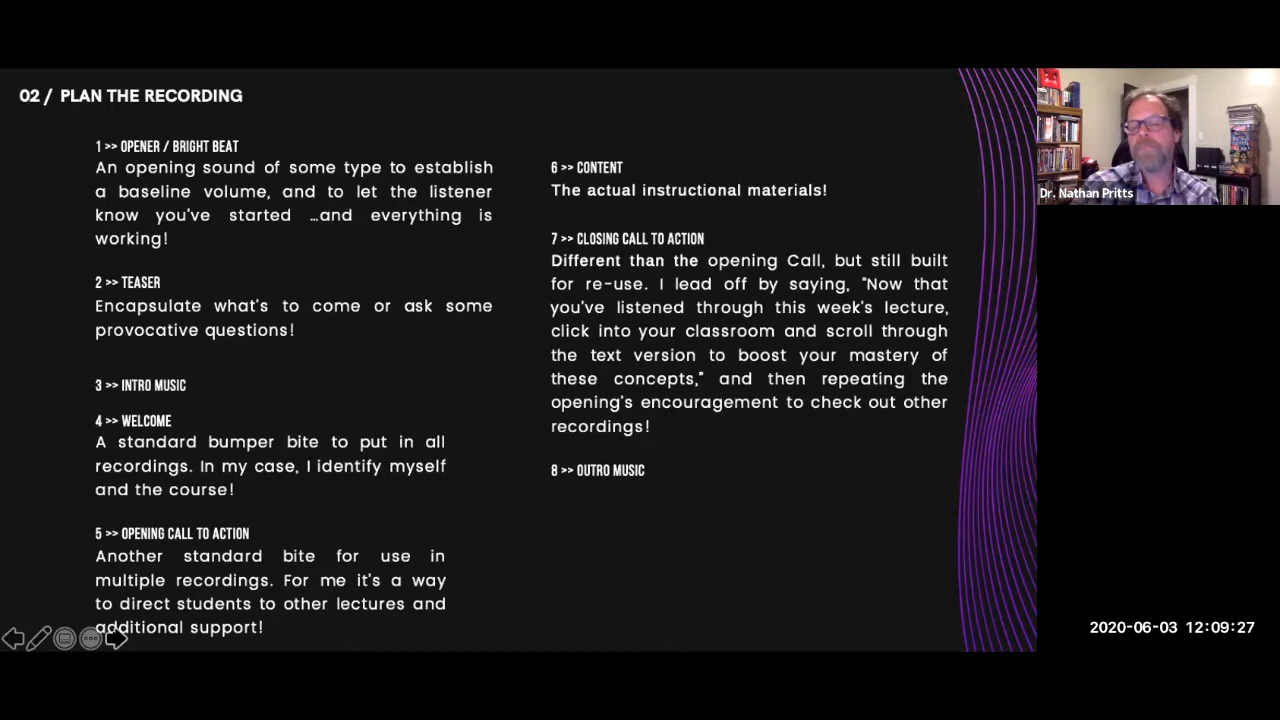 02 / PLAN THE RECORDING
1 >> OPENER / BRIGHT BEAT
An opening sound of some type to establish
a baseline volume, and to let the listener
know you've started …and everything is
working!
2 >> TEASER
Encapsulate what's to come or ask some
provocative questions!
3 >> INTRO MUSIC
4 >> WELCOME
A standard bumper bite to put in all
recordings. In my case, I identify myself
and the course!
5 >> OPENING CALL TO ACTION
Another standard bite for use in
multiple recordings. For me it's a way
to direct students to other lectures and
additional support!
6 >> CONTENT
The actual instructional materials!
7 >> CLOSING CALL TO ACTION
Different than the opening Call, but still built
for re-use. I lead off by saying, "Now that
you've listened through this week's lecture,
click into your classroom and scroll through
the text version to boost your mastery of
these concepts," and then repeating the
opening's encouragement to check out other
recordings!
8 >> OUTRO MUSIC
Dr. Nathan Pritts
2020-06-03 12:09:27